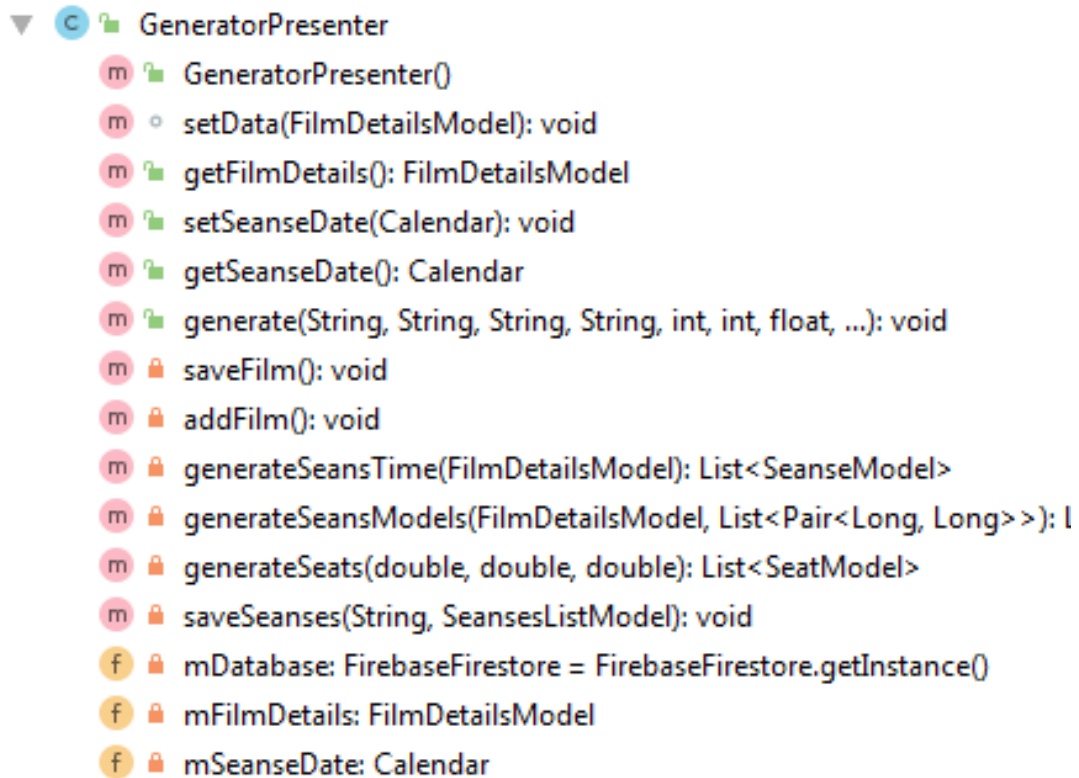 GeneratorPresenter
GeneratorPresenter()
setData(FilmDetailsModel): void
getFilmDetails(): FilmDetailsModel
setSeanseDate(Calendar): void
getSeanseDate(): Calendar
generate(String, String, String, String, int, int, float, ...): void
saveFilm(): void
addFilm(): void
generateSeansTime(FilmDetailsModel): List<SeanseModel>
generateSeansModels(FilmDetailsModel, List<Pair<Long, Long>>):
generateSeats(double, double, double): List<SeatModel>
saveSeanses(String, SeansesListModel): void
mDatabase: FirebaseFirestore = FirebaseFirestore.getInstance()
mFilmDetails: FilmDetailsModel
mSeanseDate: Calendar